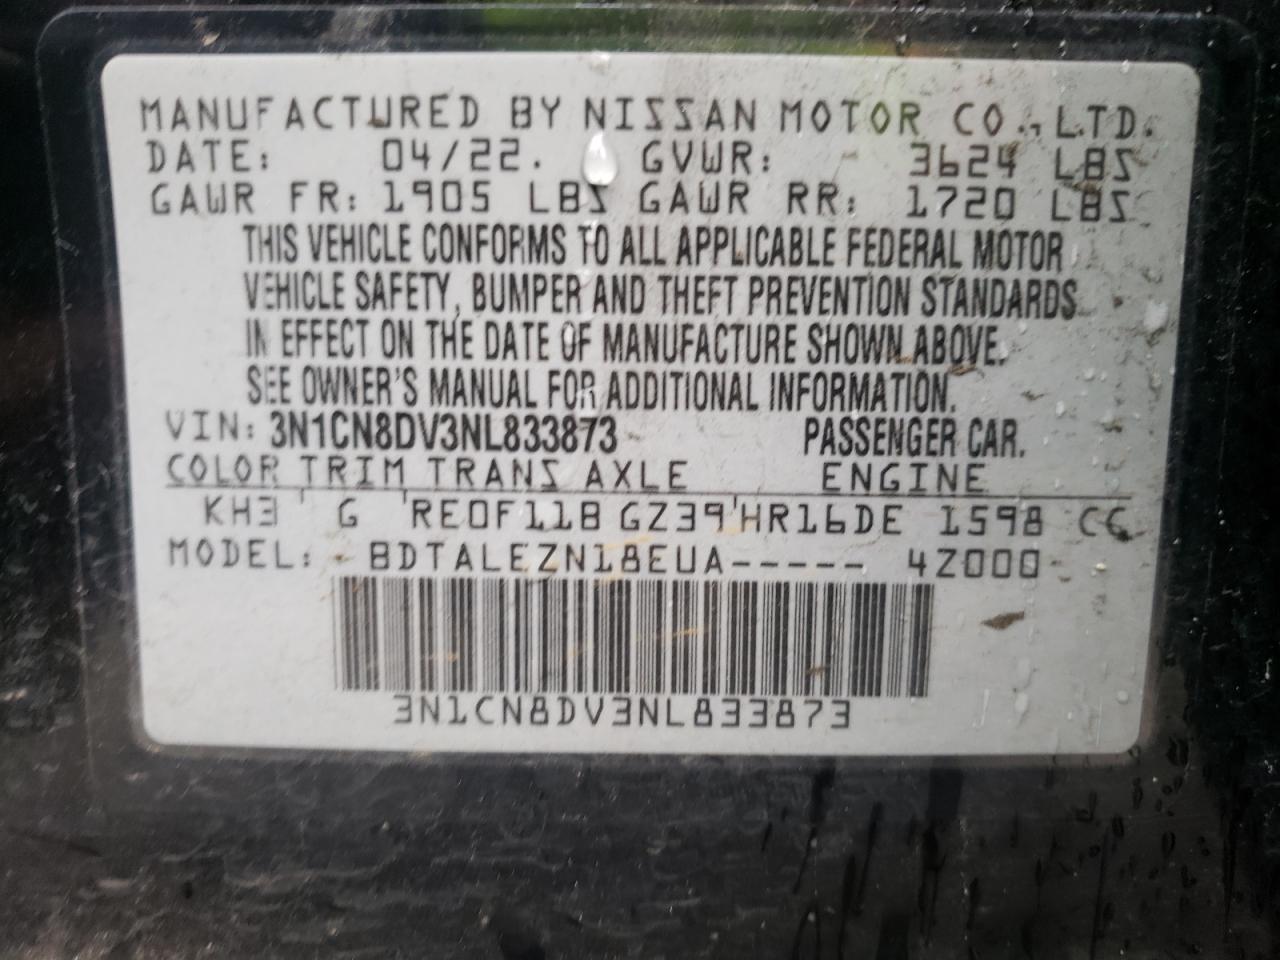 MANUFACTURED BY NISSAN MOTOR CO., LTD.
DATE: 04/22. GVWR: 3624 LBS
GAWR FR: 1905 LBS GAWR RR: 1720 LBS
THIS VEHICLE CONFORMS TO ALL APPLICABLE FEDERAL MOTOR
VEHICLE SAFETY, BUMPER AND THEFT PREVENTION STANDARDS
IN EFFECT ON THE DATE OF MANUFACTURE SHOWN ABOVE.
SEE OWNER'S MANUAL FOR ADDITIONAL INFORMATION.
VIN: 3N1CN8DV3NL833873 PASSENGER CAR.
COLOR TRIM TRANS AXLE ENGINE
KH3 ' G 'RE0F11B GZ39'HR16DE 1598 CC
MODEL: BDTALEZN18EUA----- 4Z000
3N1CN8DV3NL833873